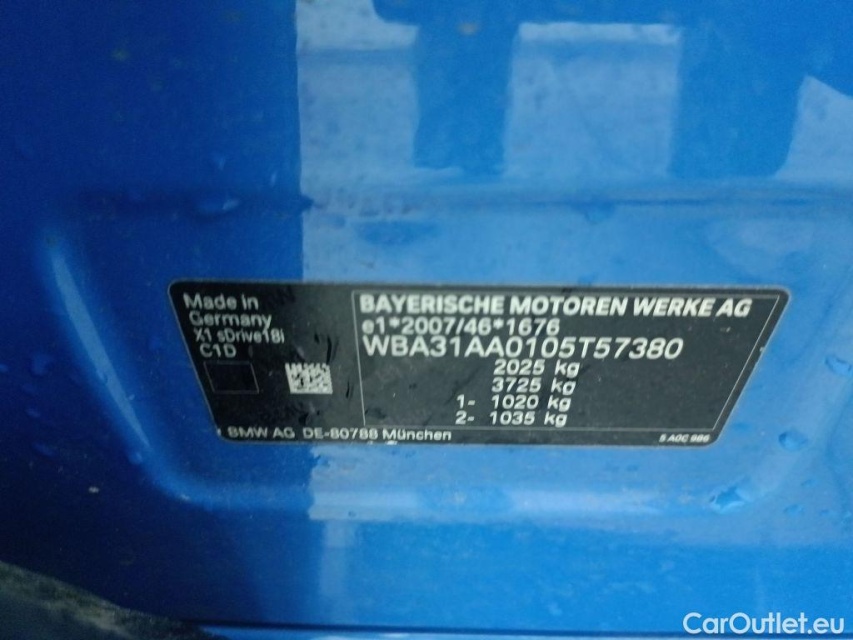 Made in
Germany
X1 sDrive18i
C1D
BMW AG DE-80788 München
BAYERISCHE MOTOREN WERKE AG
e1*2007/46*1676
WBA31AA0105T57380
2025 kg
3725 kg
1- 1020 kg
2- 1035 kg
CarOutlet.eu